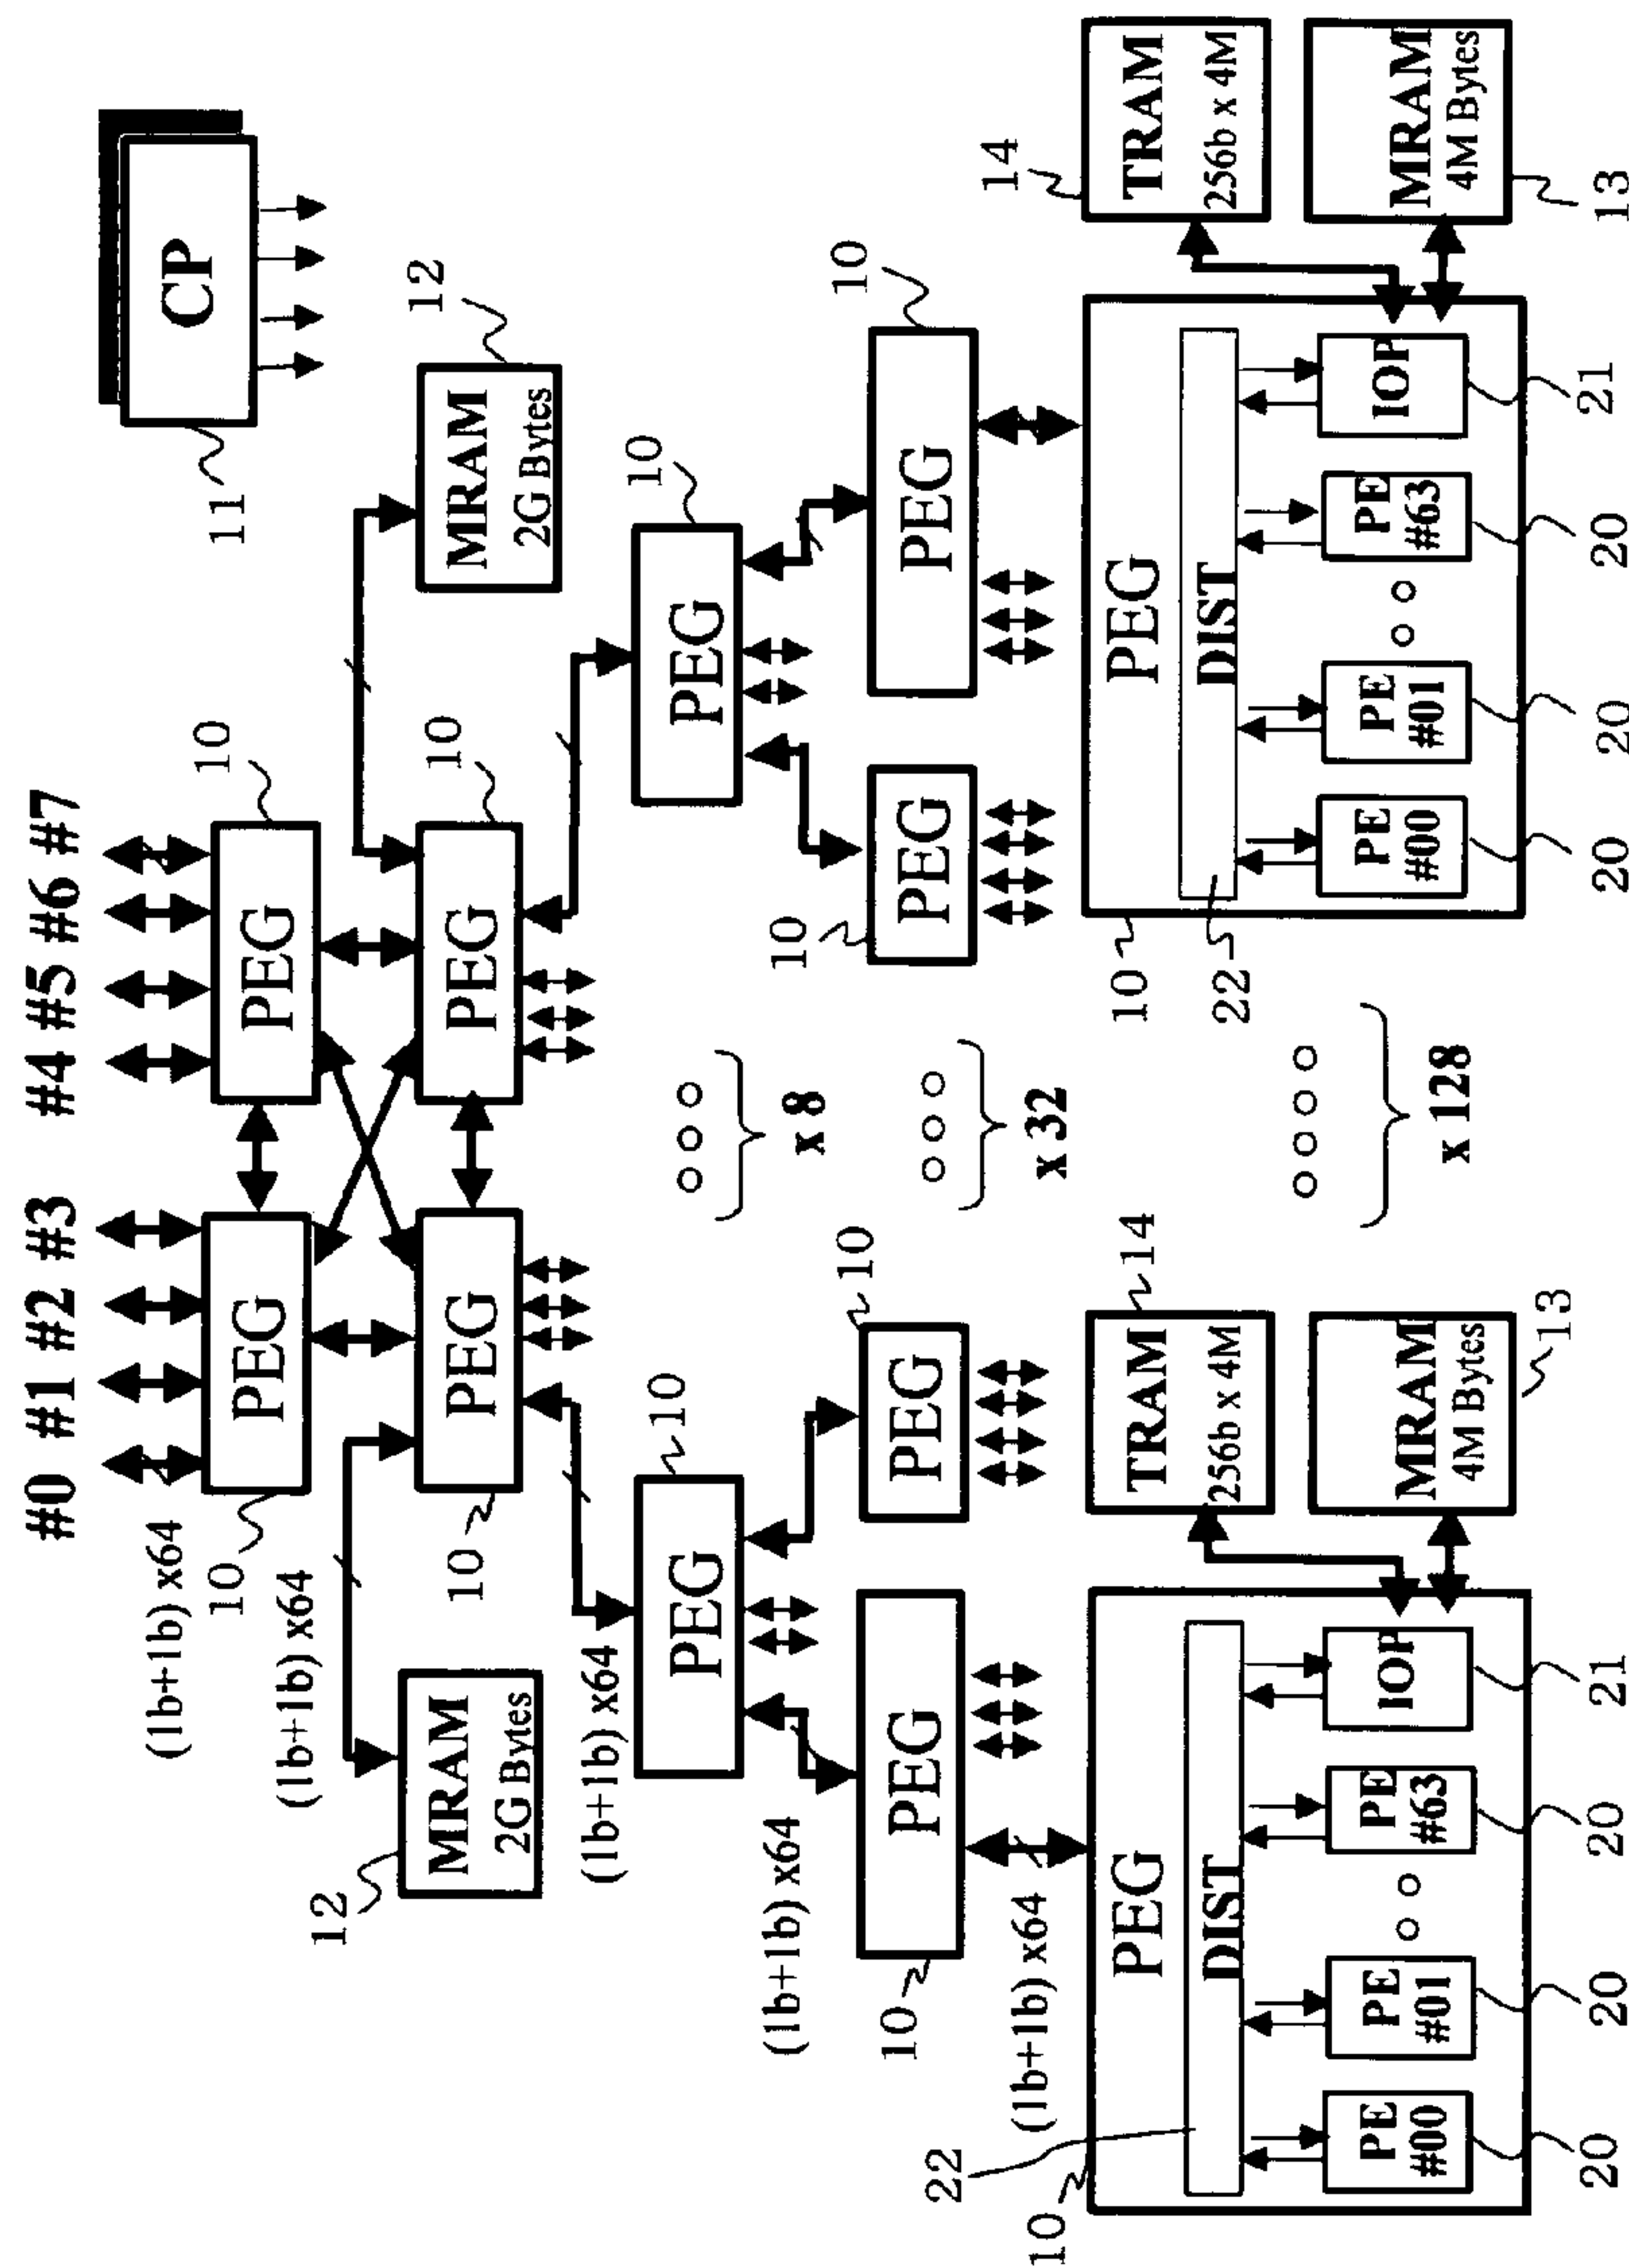 #0 #1 #2 #3 #4 #5 #6 #7
CP
11
(1b+1b) x64
10
PEG
PEG
10
(1b+1b) x64
12
MRAM
2G Bytes
10
PEG
PEG
10
MRAM
2G Bytes
12
(1b+1b) x64
PEG
10
x 8
PEG
10
(1b+1b) x64
10
PEG
PEG
10
x 32
10
PEG
PEG
10
(1b+1b) x64
22
10
PEG
DIST
PE
#00
PE
#01
PE
#63
IOP
20
20
20
21
TRAM
256b x 4M
14
MRAM
4M Bytes
13
x 128
10
22
PEG
DIST
PE
#00
PE
#01
PE
#63
IOP
20
20
20
21
TRAM
256b x 4M
14
MRAM
4M Bytes
13